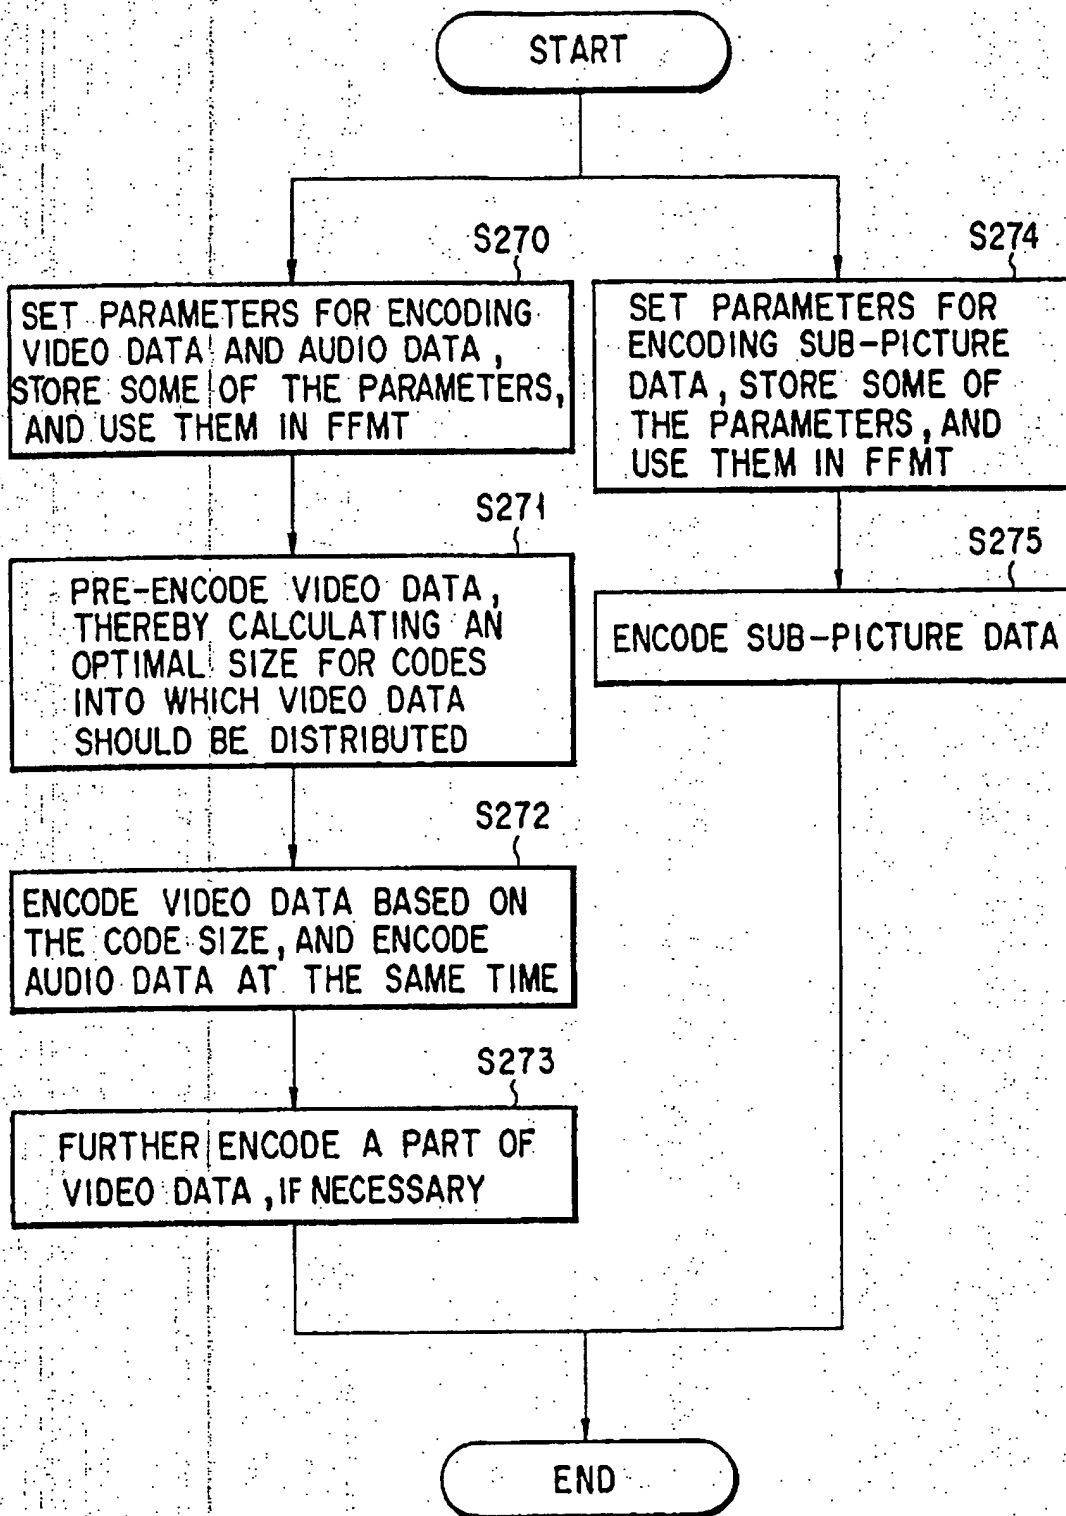 START
S270
SET PARAMETERS FOR ENCODING
VIDEO DATA AND AUDIO DATA,
STORE SOME OF THE PARAMETERS,
AND USE THEM IN FFMT
S271
PRE-ENCODE VIDEO DATA,
THEREBY CALCULATING AN
OPTIMAL SIZE FOR CODES
INTO WHICH VIDEO DATA
SHOULD BE DISTRIBUTED
S272
ENCODE VIDEO DATA BASED ON
THE CODE SIZE, AND ENCODE
AUDIO DATA AT THE SAME TIME
S273
FURTHER ENCODE A PART OF
VIDEO DATA, IF NECESSARY
S274
SET PARAMETERS FOR
ENCODING SUB-PICTURE
DATA, STORE SOME OF
THE PARAMETERS, AND
USE THEM IN FFMT
S275
ENCODE SUB-PICTURE DATA
END